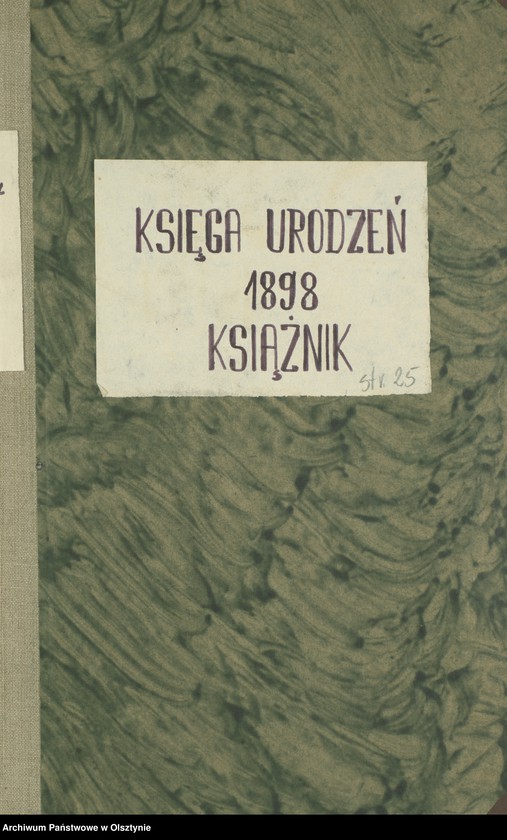 KSIĘGA URODZEŃ
1898
KSIĄŻNIK
str. 25
Archiwum Państwowe w Olsztynie